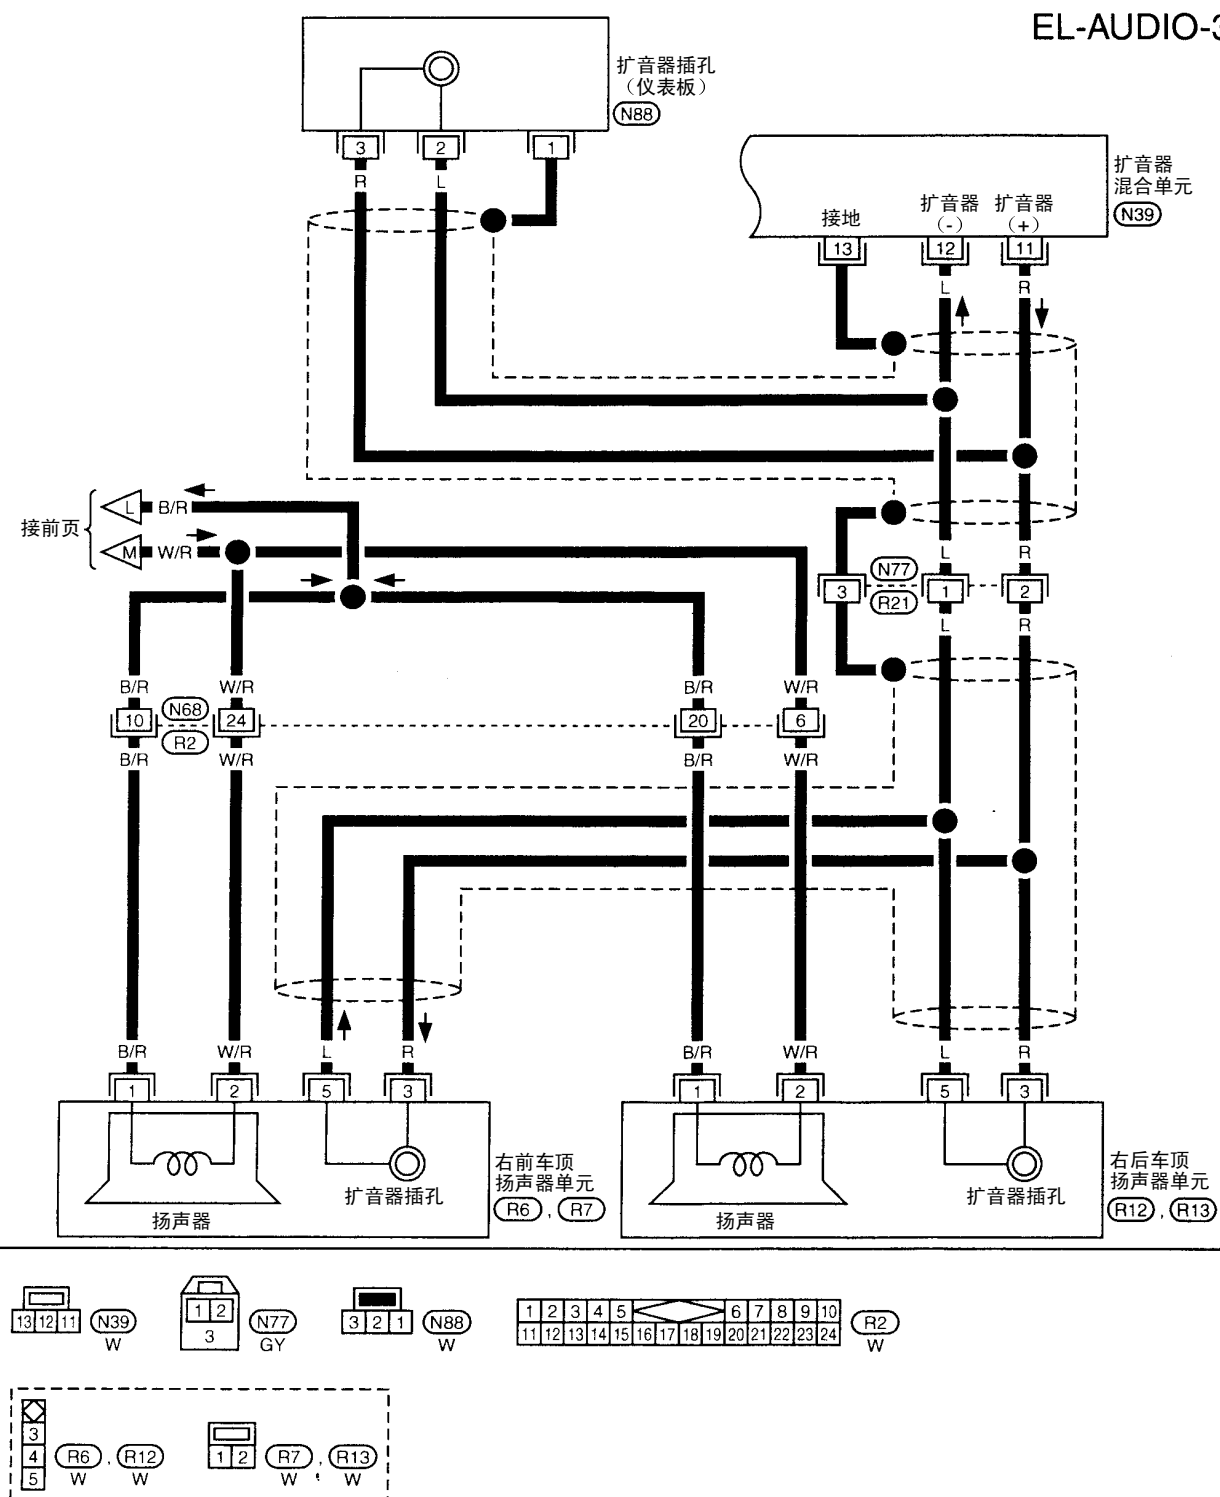 EL-AUDIO-3
扩音器插孔
（仪表板）
N88
3 2 1
R L
扩音器
混合单元
N39
接地 扩音器 扩音器
(-) (+)
13 12 11
L R
接前页
L B/R
M W/R
L R
N77
3 1 2
R21
L R
B/R W/R B/R W/R
10 N68 24 20 6
R2
B/R W/R B/R W/R
B/R W/R L R B/R W/R L R
1 2 5 3 1 2 5 3
右前车顶
扬声器单元
R6 , R7
扩音器插孔
扬声器
右后车顶
扬声器单元
R12 , R13
扩音器插孔
扬声器
13 12 11
N39
W
1 2
3
N77
GY
3 2 1
N88
W
1 2 3 4 5 6 7 8 9 10
11 12 13 14 15 16 17 18 19 20 21 22 23 24
R2
W
3
4
5
R6 , R12
W W
1 2
R7 , R13
W W